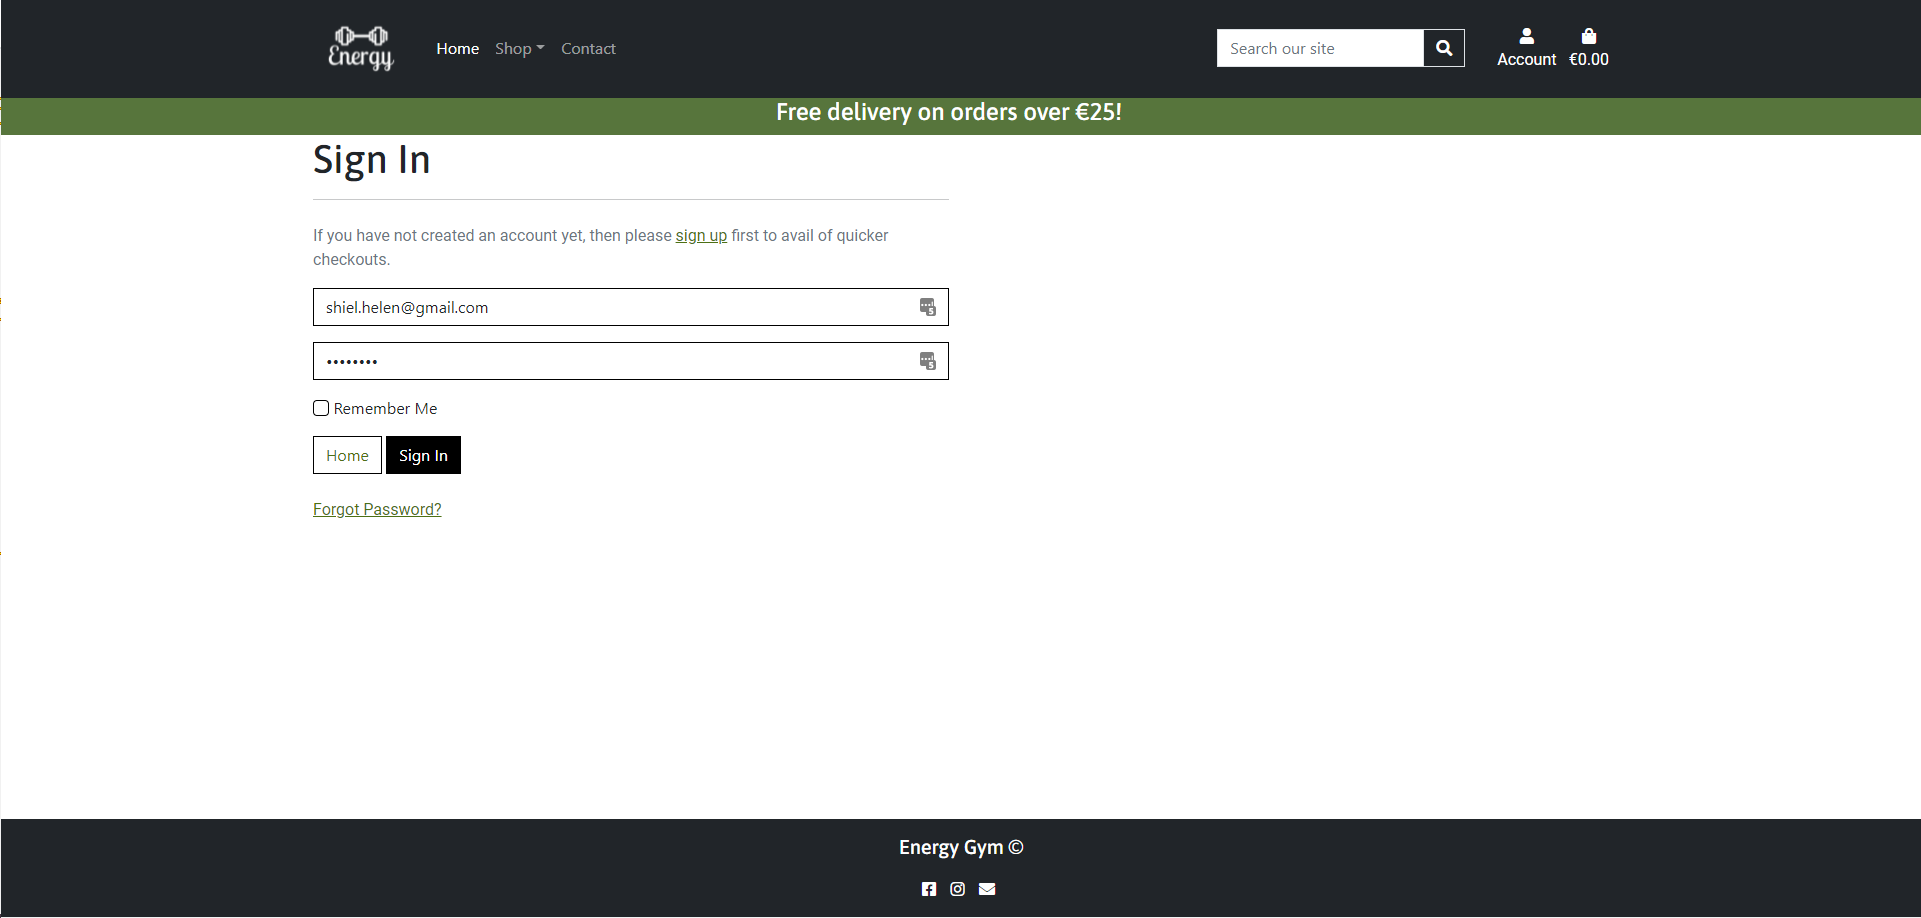 Energy
Home Shop Contact
Search our site
Account €0.00
Free delivery on orders over €25!
Sign In
If you have not created an account yet, then please sign up first to avail of quicker
checkouts.
shiel.helen@gmail.com
••••••••
Remember Me
Home Sign In
Forgot Password?
Energy Gym ©